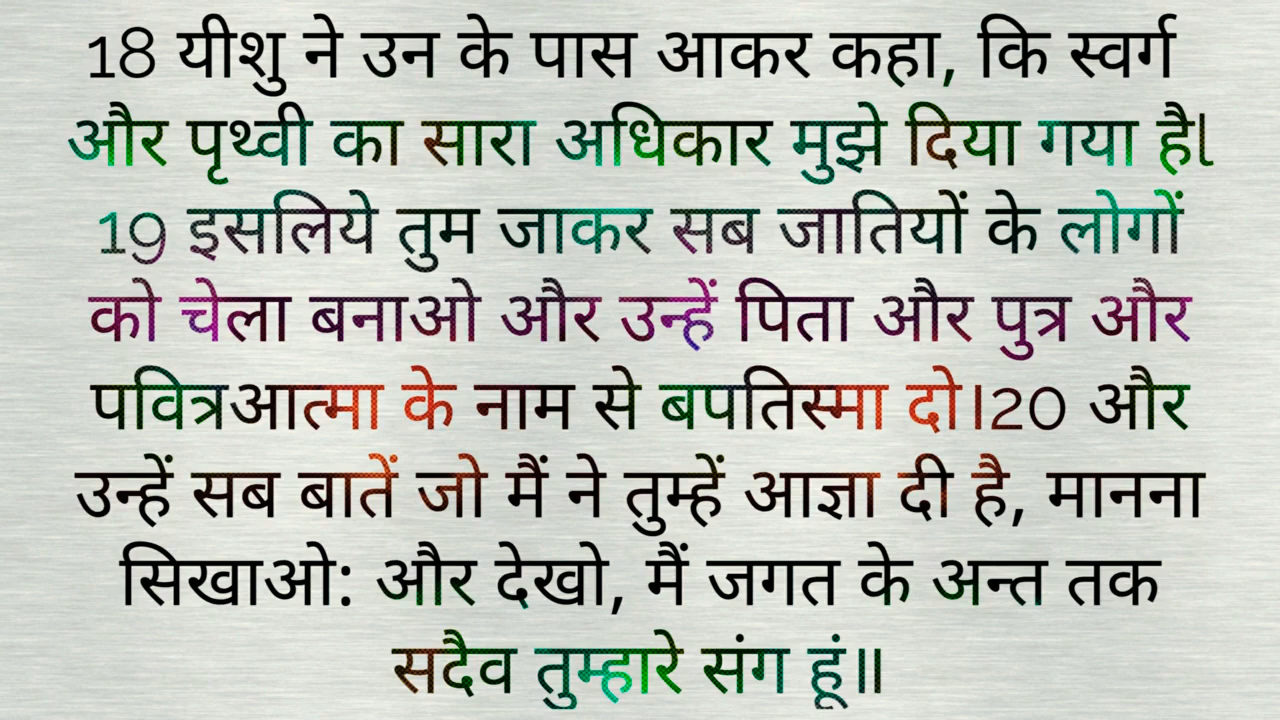 18 यीशु ने उन के पास आकर कहा, कि स्वर्ग
और पृथ्वी का सारा अधिकार मुझे दिया गया है।
19 इसलिये तुम जाकर सब जातियों के लोगों
को चेला बनाओ और उन्हें पिता और पुत्र और
पवित्रआत्मा के नाम से बपतिस्मा दो।20 और
उन्हें सब बातें जो मैं ने तुम्हें आज्ञा दी है, मानना
सिखाओ: और देखो, मैं जगत के अन्त तक
सदैव तुम्हारे संग हूं॥